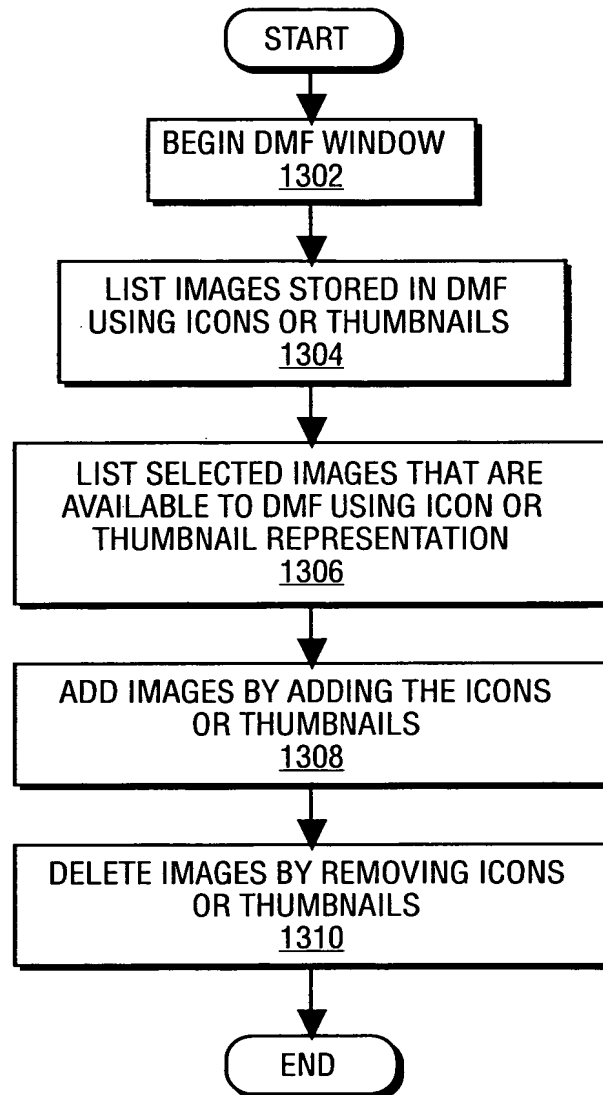 START
BEGIN DMF WINDOW
1302
LIST IMAGES STORED IN DMF
USING ICONS OR THUMBNAILS
1304
LIST SELECTED IMAGES THAT ARE
AVAILABLE TO DMF USING ICON OR
THUMBNAIL REPRESENTATION
1306
ADD IMAGES BY ADDING THE ICONS
OR THUMBNAILS
1308
DELETE IMAGES BY REMOVING ICONS
OR THUMBNAILS
1310
END